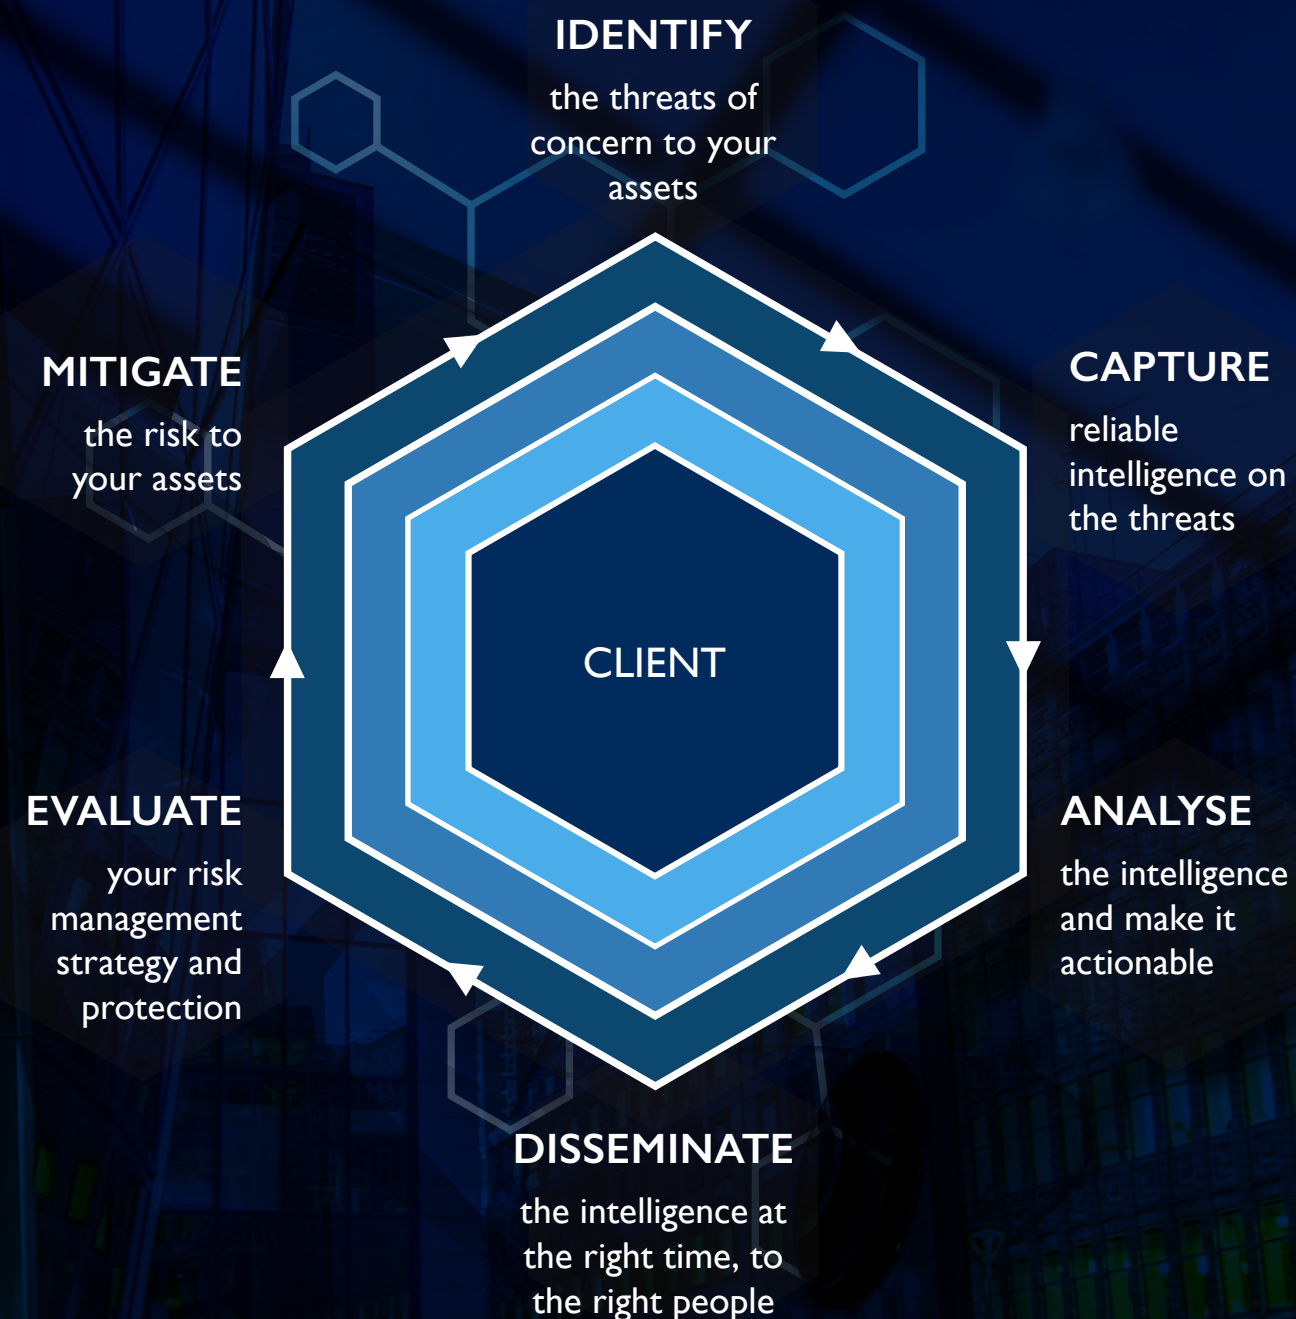 IDENTIFY
the threats of
concern to your
assets
CAPTURE
reliable
intelligence on
the threats
ANALYSE
the intelligence
and make it
actionable
DISSEMINATE
the intelligence at
the right time, to
the right people
EVALUATE
your risk
management
strategy and
protection
MITIGATE
the risk to
your assets
CLIENT